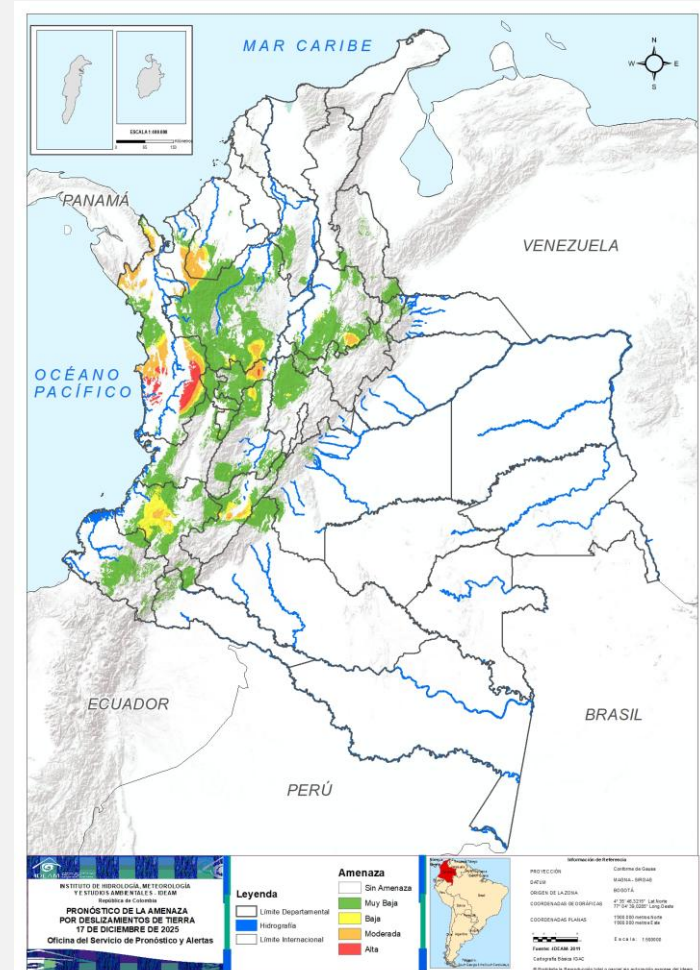 MAR CARIBE
N
W
E
S
ESCALA 1:500.000
PANAMÁ
VENEZUELA
OCÉANO
PACÍFICO
ECUADOR
BRASIL
PERÚ
IDEAM
INSTITUTO DE HIDROLOGÍA, METEOROLOGÍA
Y ESTUDIOS AMBIENTALES - IDEAM
República de Colombia
PRONÓSTICO DE LA AMENAZA
POR DESLIZAMIENTOS DE TIERRA
17 DE DICIEMBRE DE 2025
Oficina del Servicio de Pronóstico y Alertas
Leyenda
Límite Departamental
Hidrografía
Límite Internacional
Amenaza
Sin Amenaza
Muy Baja
Baja
Moderada
Alta
Información de Referencia
PROYECCIÓN
Conforme de Gauss
DATUM
MAGNA - SIRGAS
ORIGEN DE LA ZONA
BOGOTÁ
COORDENADAS GEOGRÁFICAS
COORDENADAS PLANAS
Escala
Fuente: IDEAM, 2011
Cartografía Básica IGAC